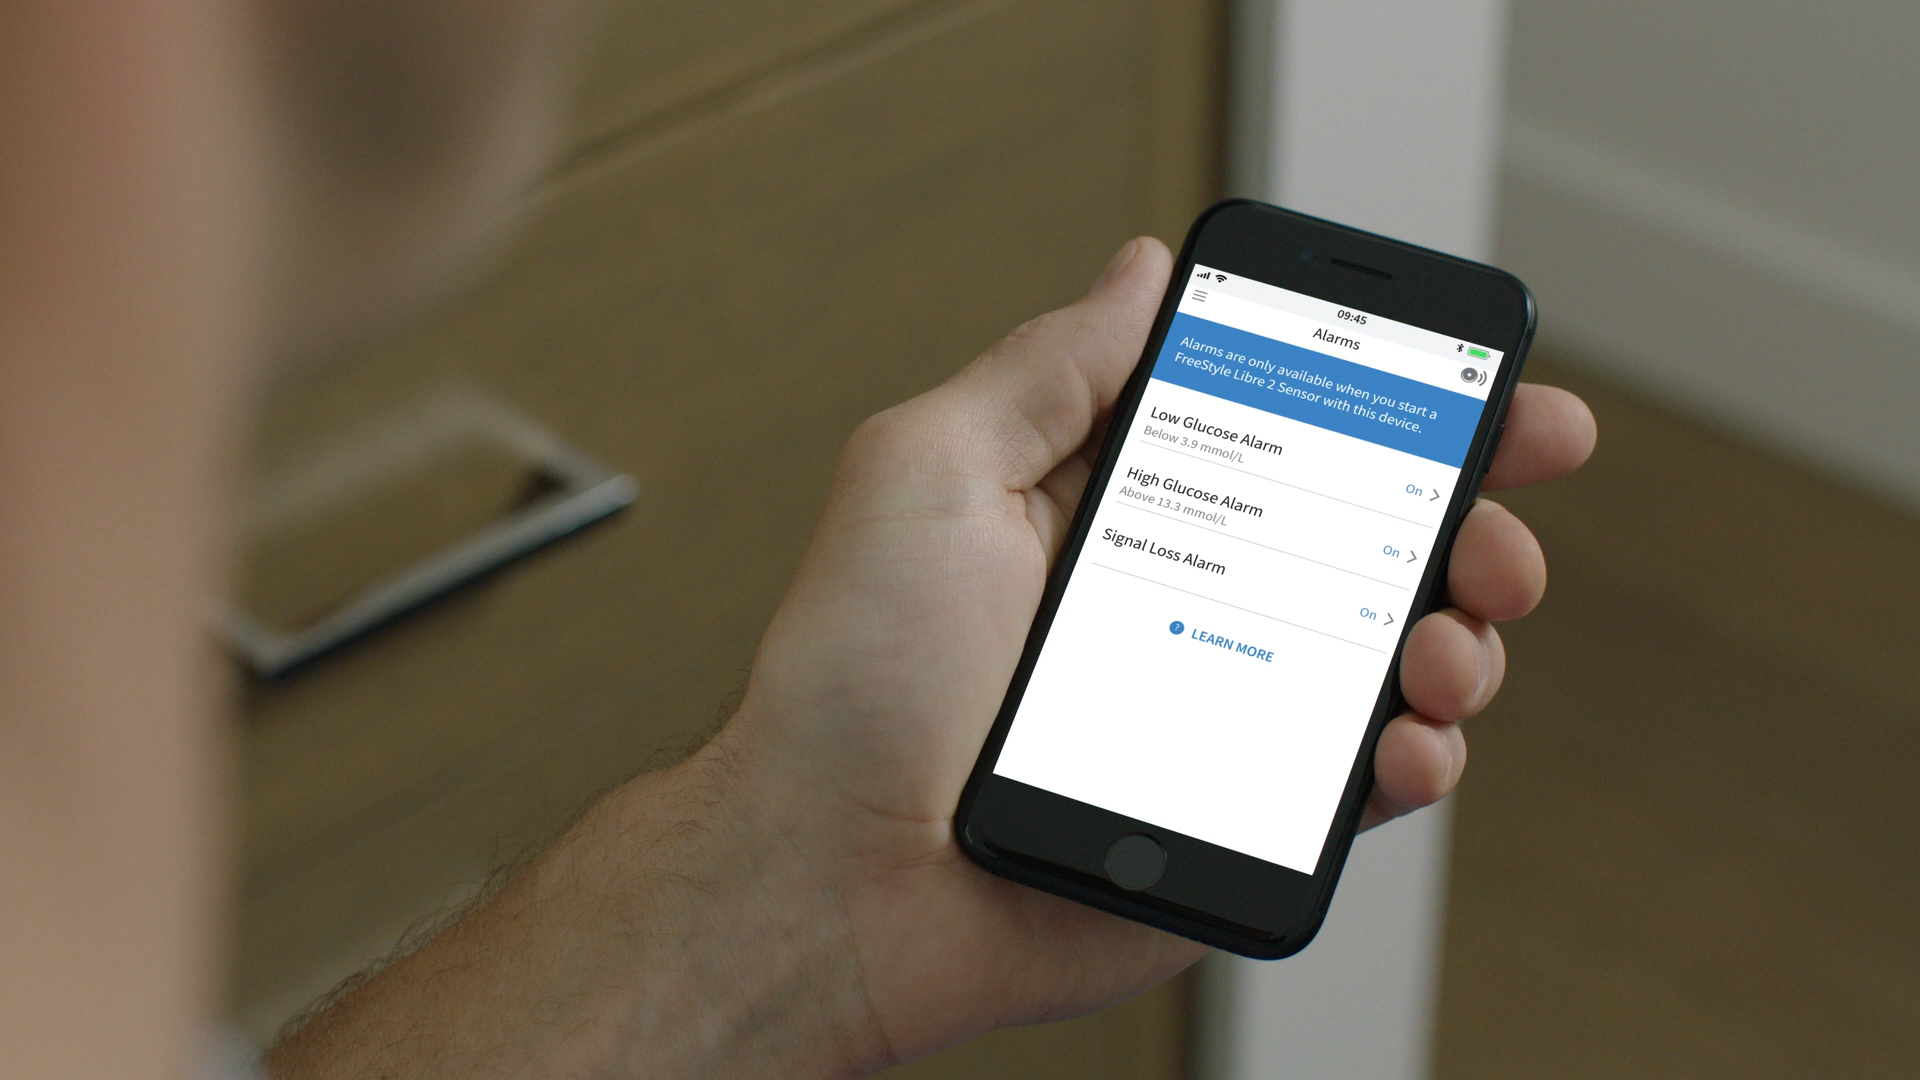 09:45
Alarms
Alarms are only available when you start a
FreeStyle Libre 2 Sensor with this device.
Low Glucose Alarm
Below 3.9 mmol/L
On
High Glucose Alarm
Above 13.3 mmol/L
On
Signal Loss Alarm
On
? LEARN MORE